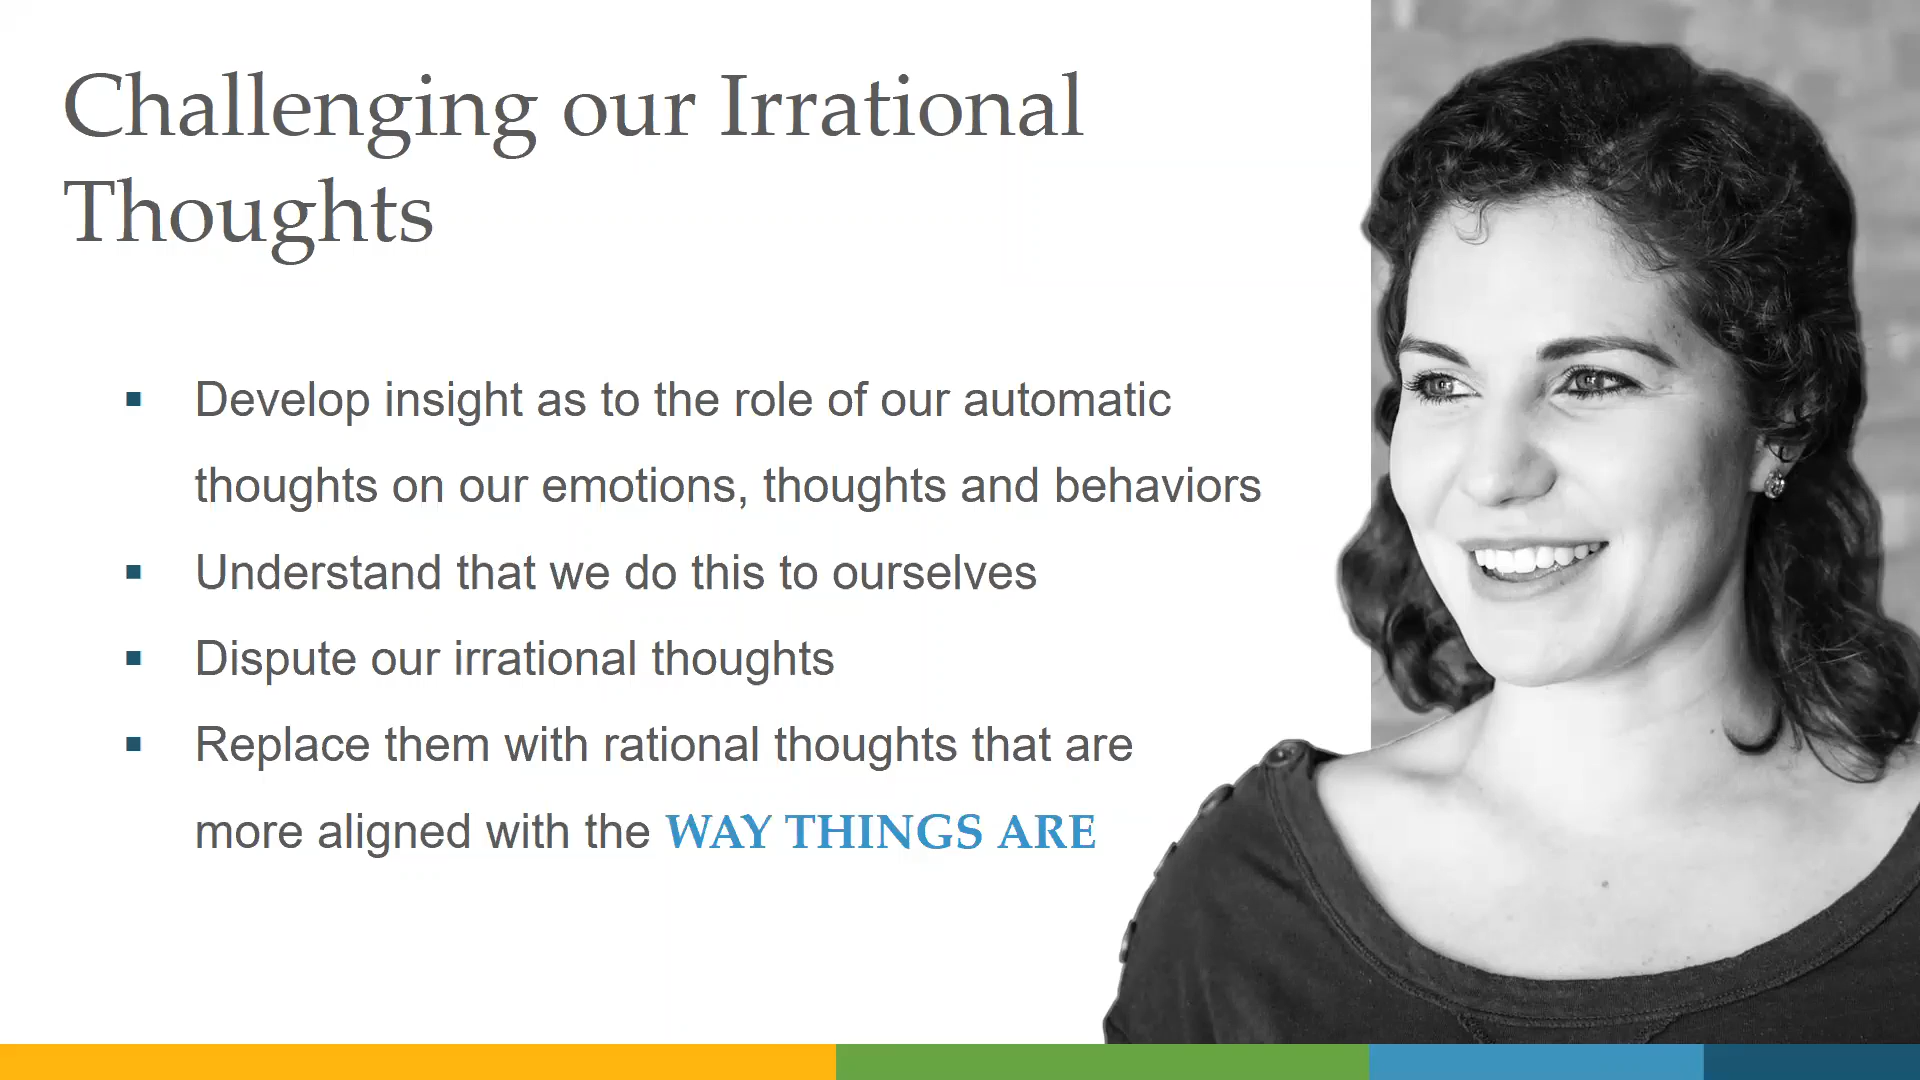 Challenging our Irrational
Thoughts
▪ Develop insight as to the role of our automatic
thoughts on our emotions, thoughts and behaviors
▪ Understand that we do this to ourselves
▪ Dispute our irrational thoughts
▪ Replace them with rational thoughts that are
more aligned with the WAY THINGS ARE